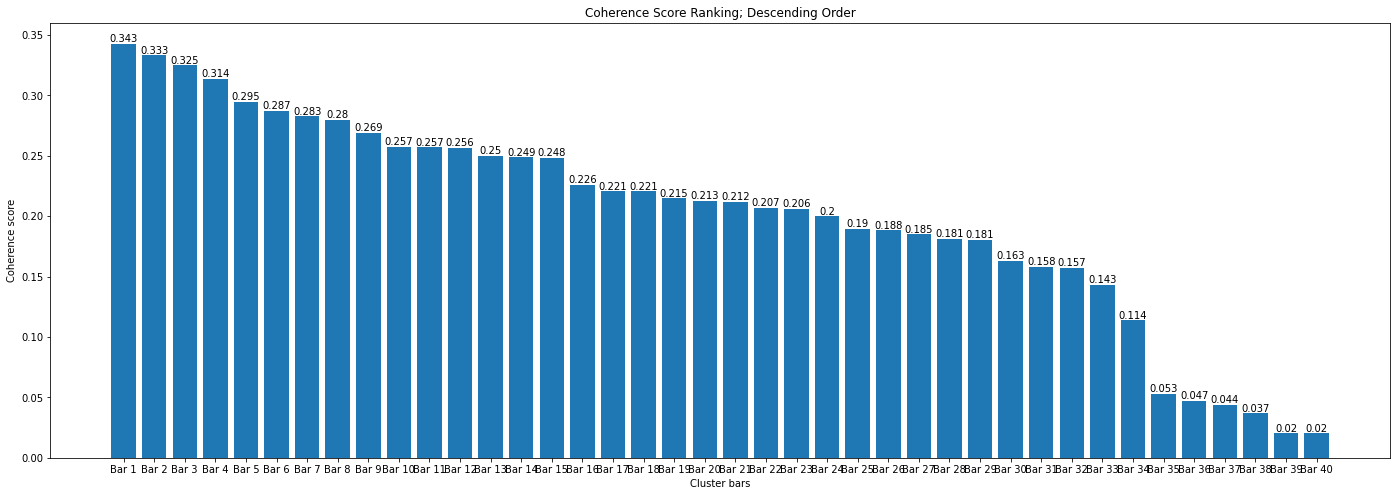 Coherence Score Ranking; Descending Order
0.35
0.30
0.25
0.20
0.15
0.10
0.05
0.00
Coherence score
0.343 0.333 0.325 0.314 0.295 0.287 0.283 0.28 0.269 0.257 0.257 0.256 0.25 0.249 0.248 0.226 0.221 0.221 0.215 0.213 0.212 0.207 0.206 0.2 0.19 0.188 0.185 0.181 0.181 0.163 0.158 0.157 0.143 0.114 0.053 0.047 0.044 0.037 0.02 0.02
Bar 1 Bar 2 Bar 3 Bar 4 Bar 5 Bar 6 Bar 7 Bar 8 Bar 9 Bar 10 Bar 11 Bar 12 Bar 13 Bar 14 Bar 15 Bar 16 Bar 17 Bar 18 Bar 19 Bar 20 Bar 21 Bar 22 Bar 23 Bar 24 Bar 25 Bar 26 Bar 27 Bar 28 Bar 29 Bar 30 Bar 31 Bar 32 Bar 33 Bar 34 Bar 35 Bar 36 Bar 37 Bar 38 Bar 39 Bar 40
Cluster bars